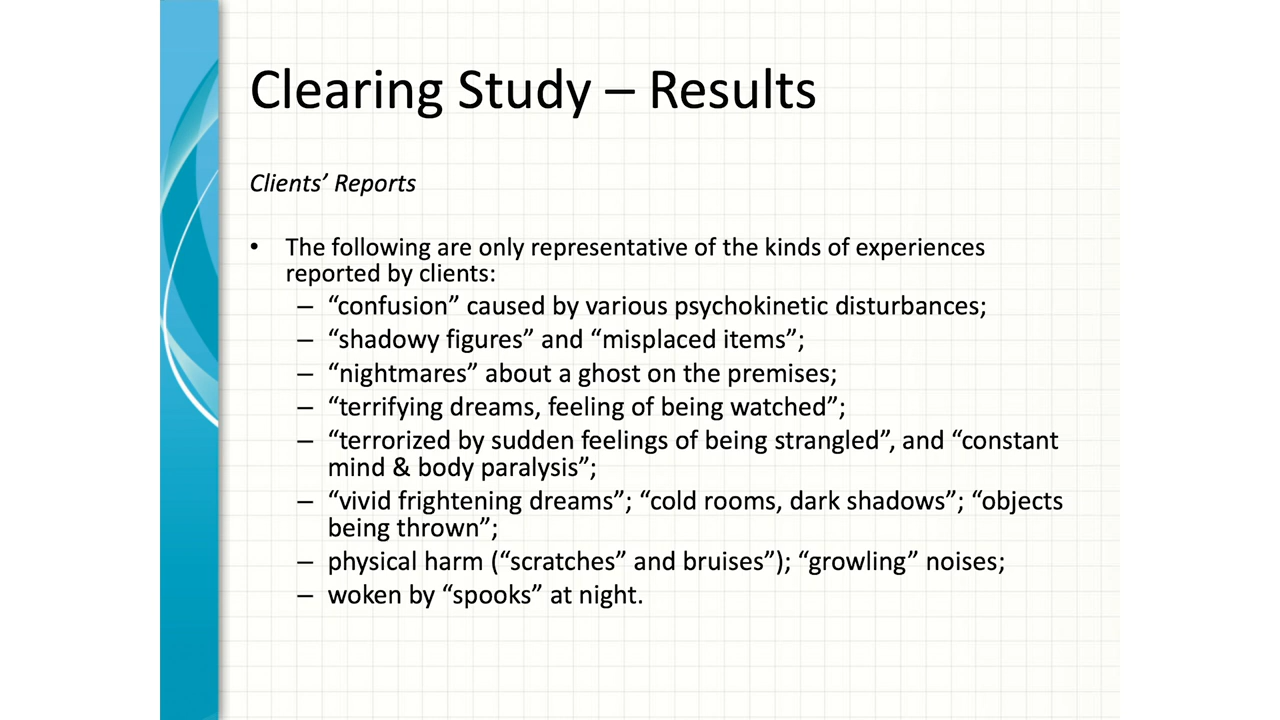 Clearing Study – Results
Clients’ Reports
• The following are only representative of the kinds of experiences
reported by clients:
– “confusion” caused by various psychokinetic disturbances;
– “shadowy figures” and “misplaced items”;
– “nightmares” about a ghost on the premises;
– “terrifying dreams, feeling of being watched”;
– “terrorized by sudden feelings of being strangled”, and “constant
mind & body paralysis”;
– “vivid frightening dreams”; “cold rooms, dark shadows”; “objects
being thrown”;
– physical harm (“scratches” and bruises”); “growling” noises;
– woken by “spooks” at night.